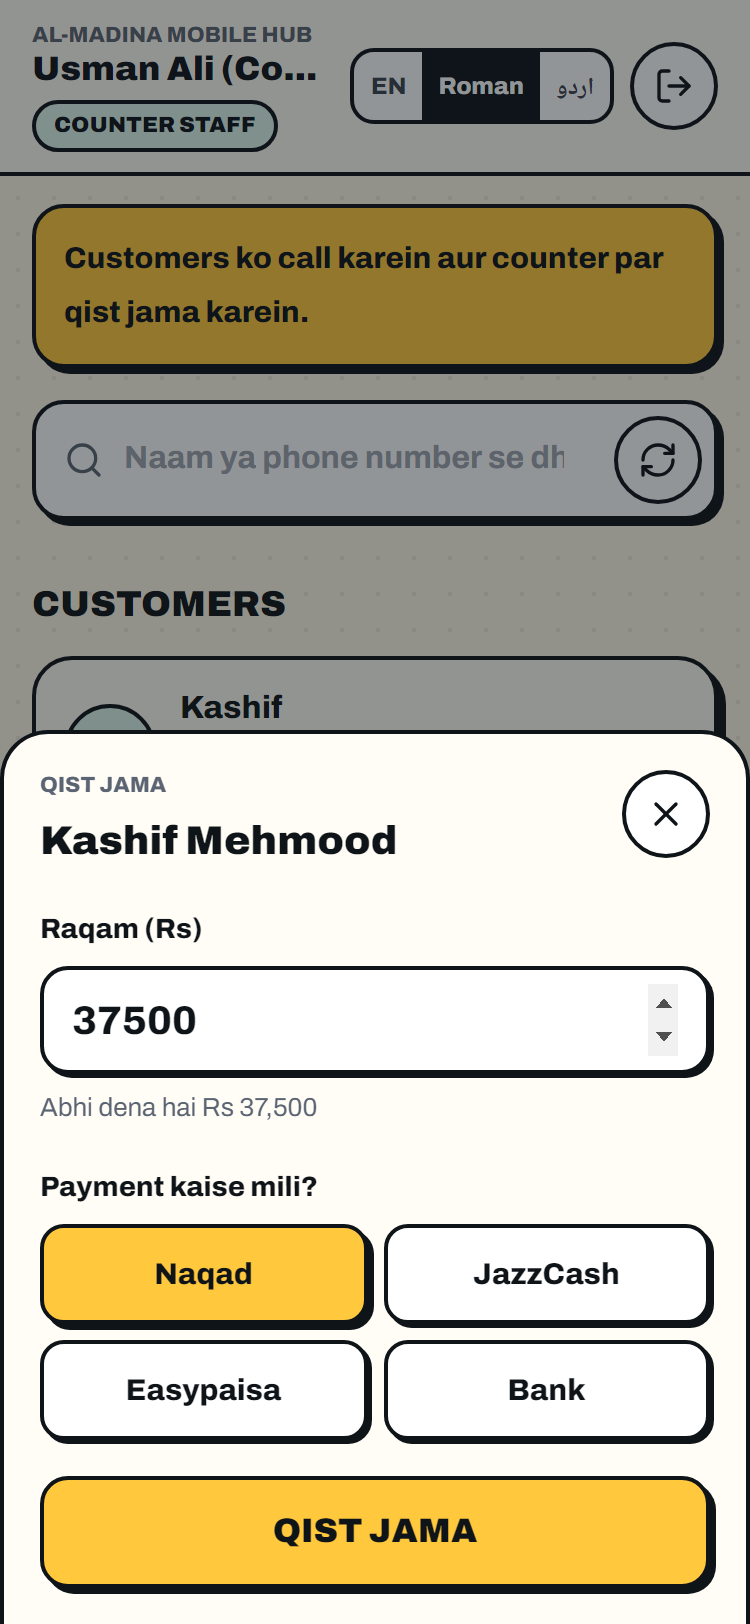 AL-MADINA MOBILE HUB
Usman Ali (Co...
COUNTER STAFF
EN Roman اردو
Customers ko call karein aur counter par
qist jama karein.
Naam ya phone number se dh
CUSTOMERS
Kashif
QIST JAMA
Kashif Mehmood
Raqam (Rs)
37500
Abhi dena hai Rs 37,500
Payment kaise mili?
Naqad JazzCash
Easypaisa Bank
QIST JAMA